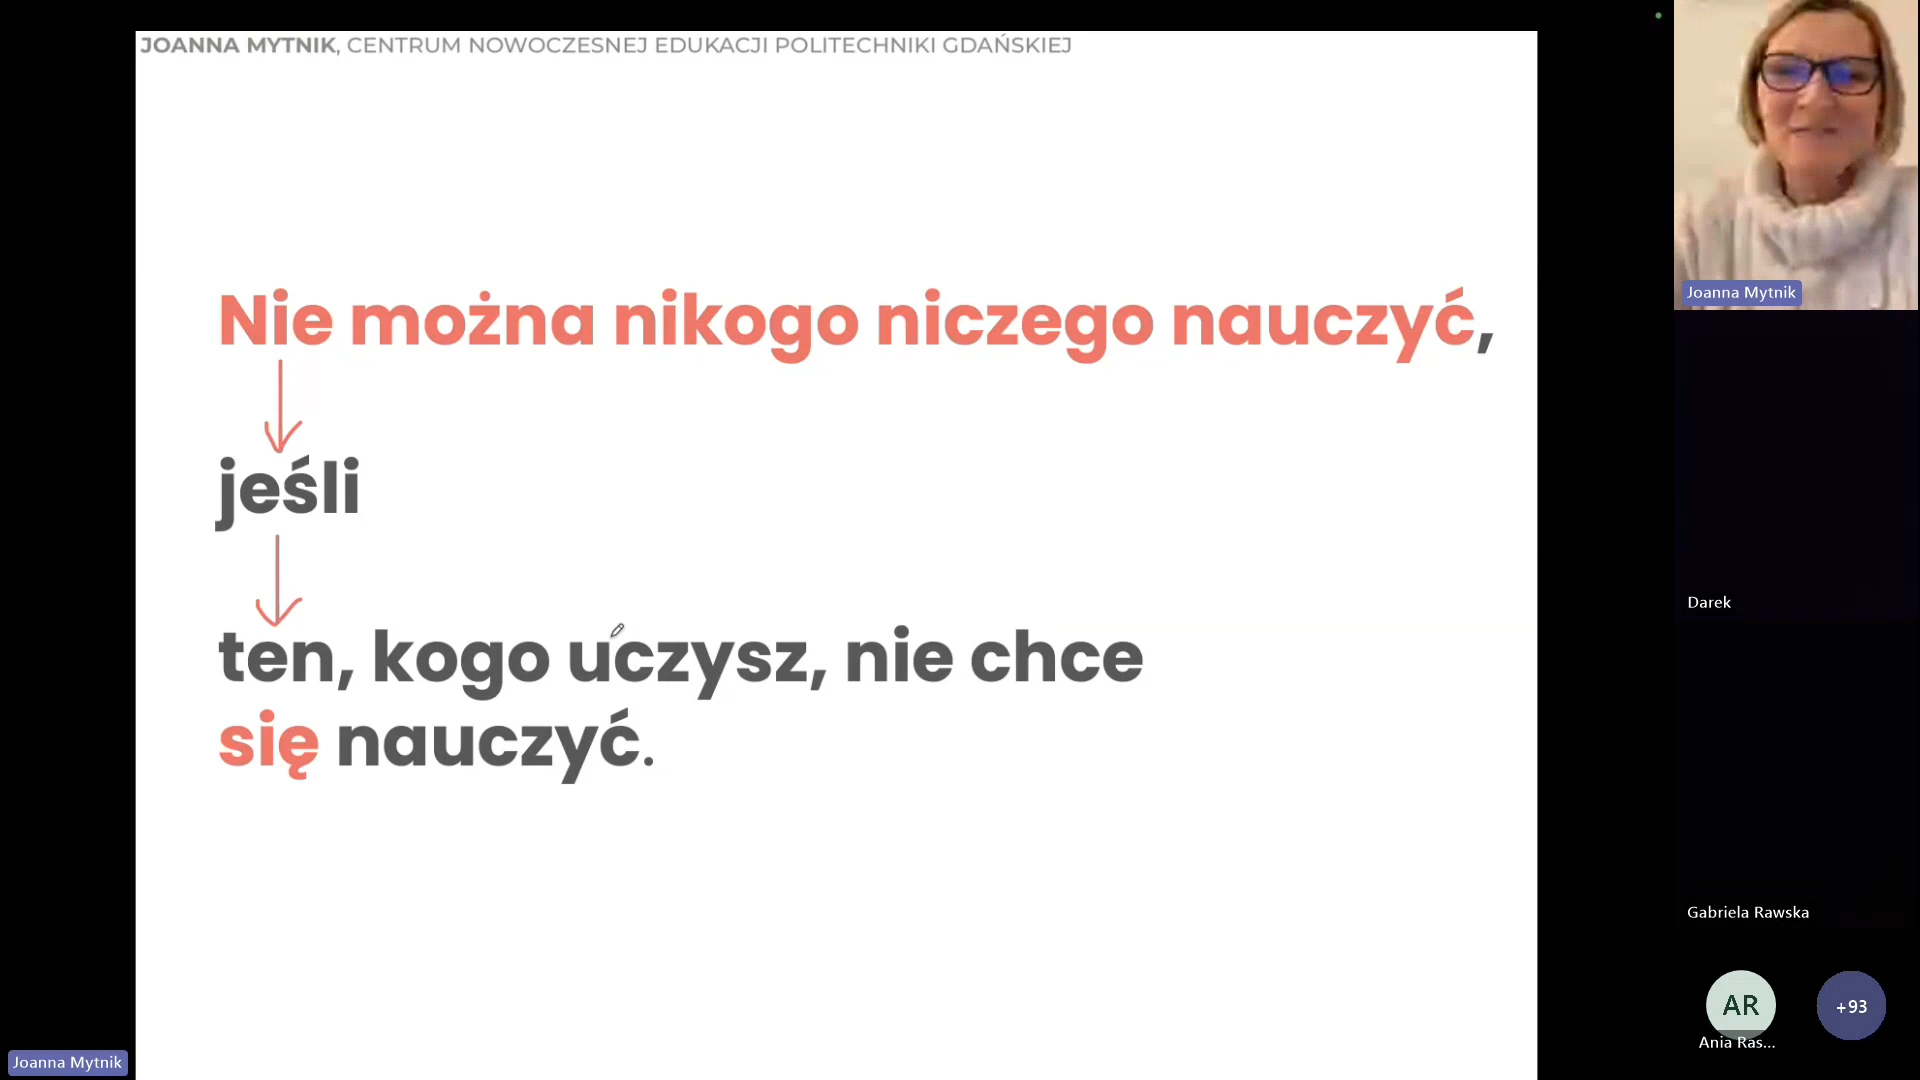 JOANNA MYTNIK, CENTRUM NOWOCZESNEJ EDUKACJI POLITECHNIKI GDAŃSKIEJ
Nie można nikogo niczego nauczyć,
jeśli
ten, kogo uczysz, nie chce
się nauczyć.
Joanna Mytnik
Darek
Gabriela Rawska
AR
+93
Ania Ras...
Joanna Mytnik